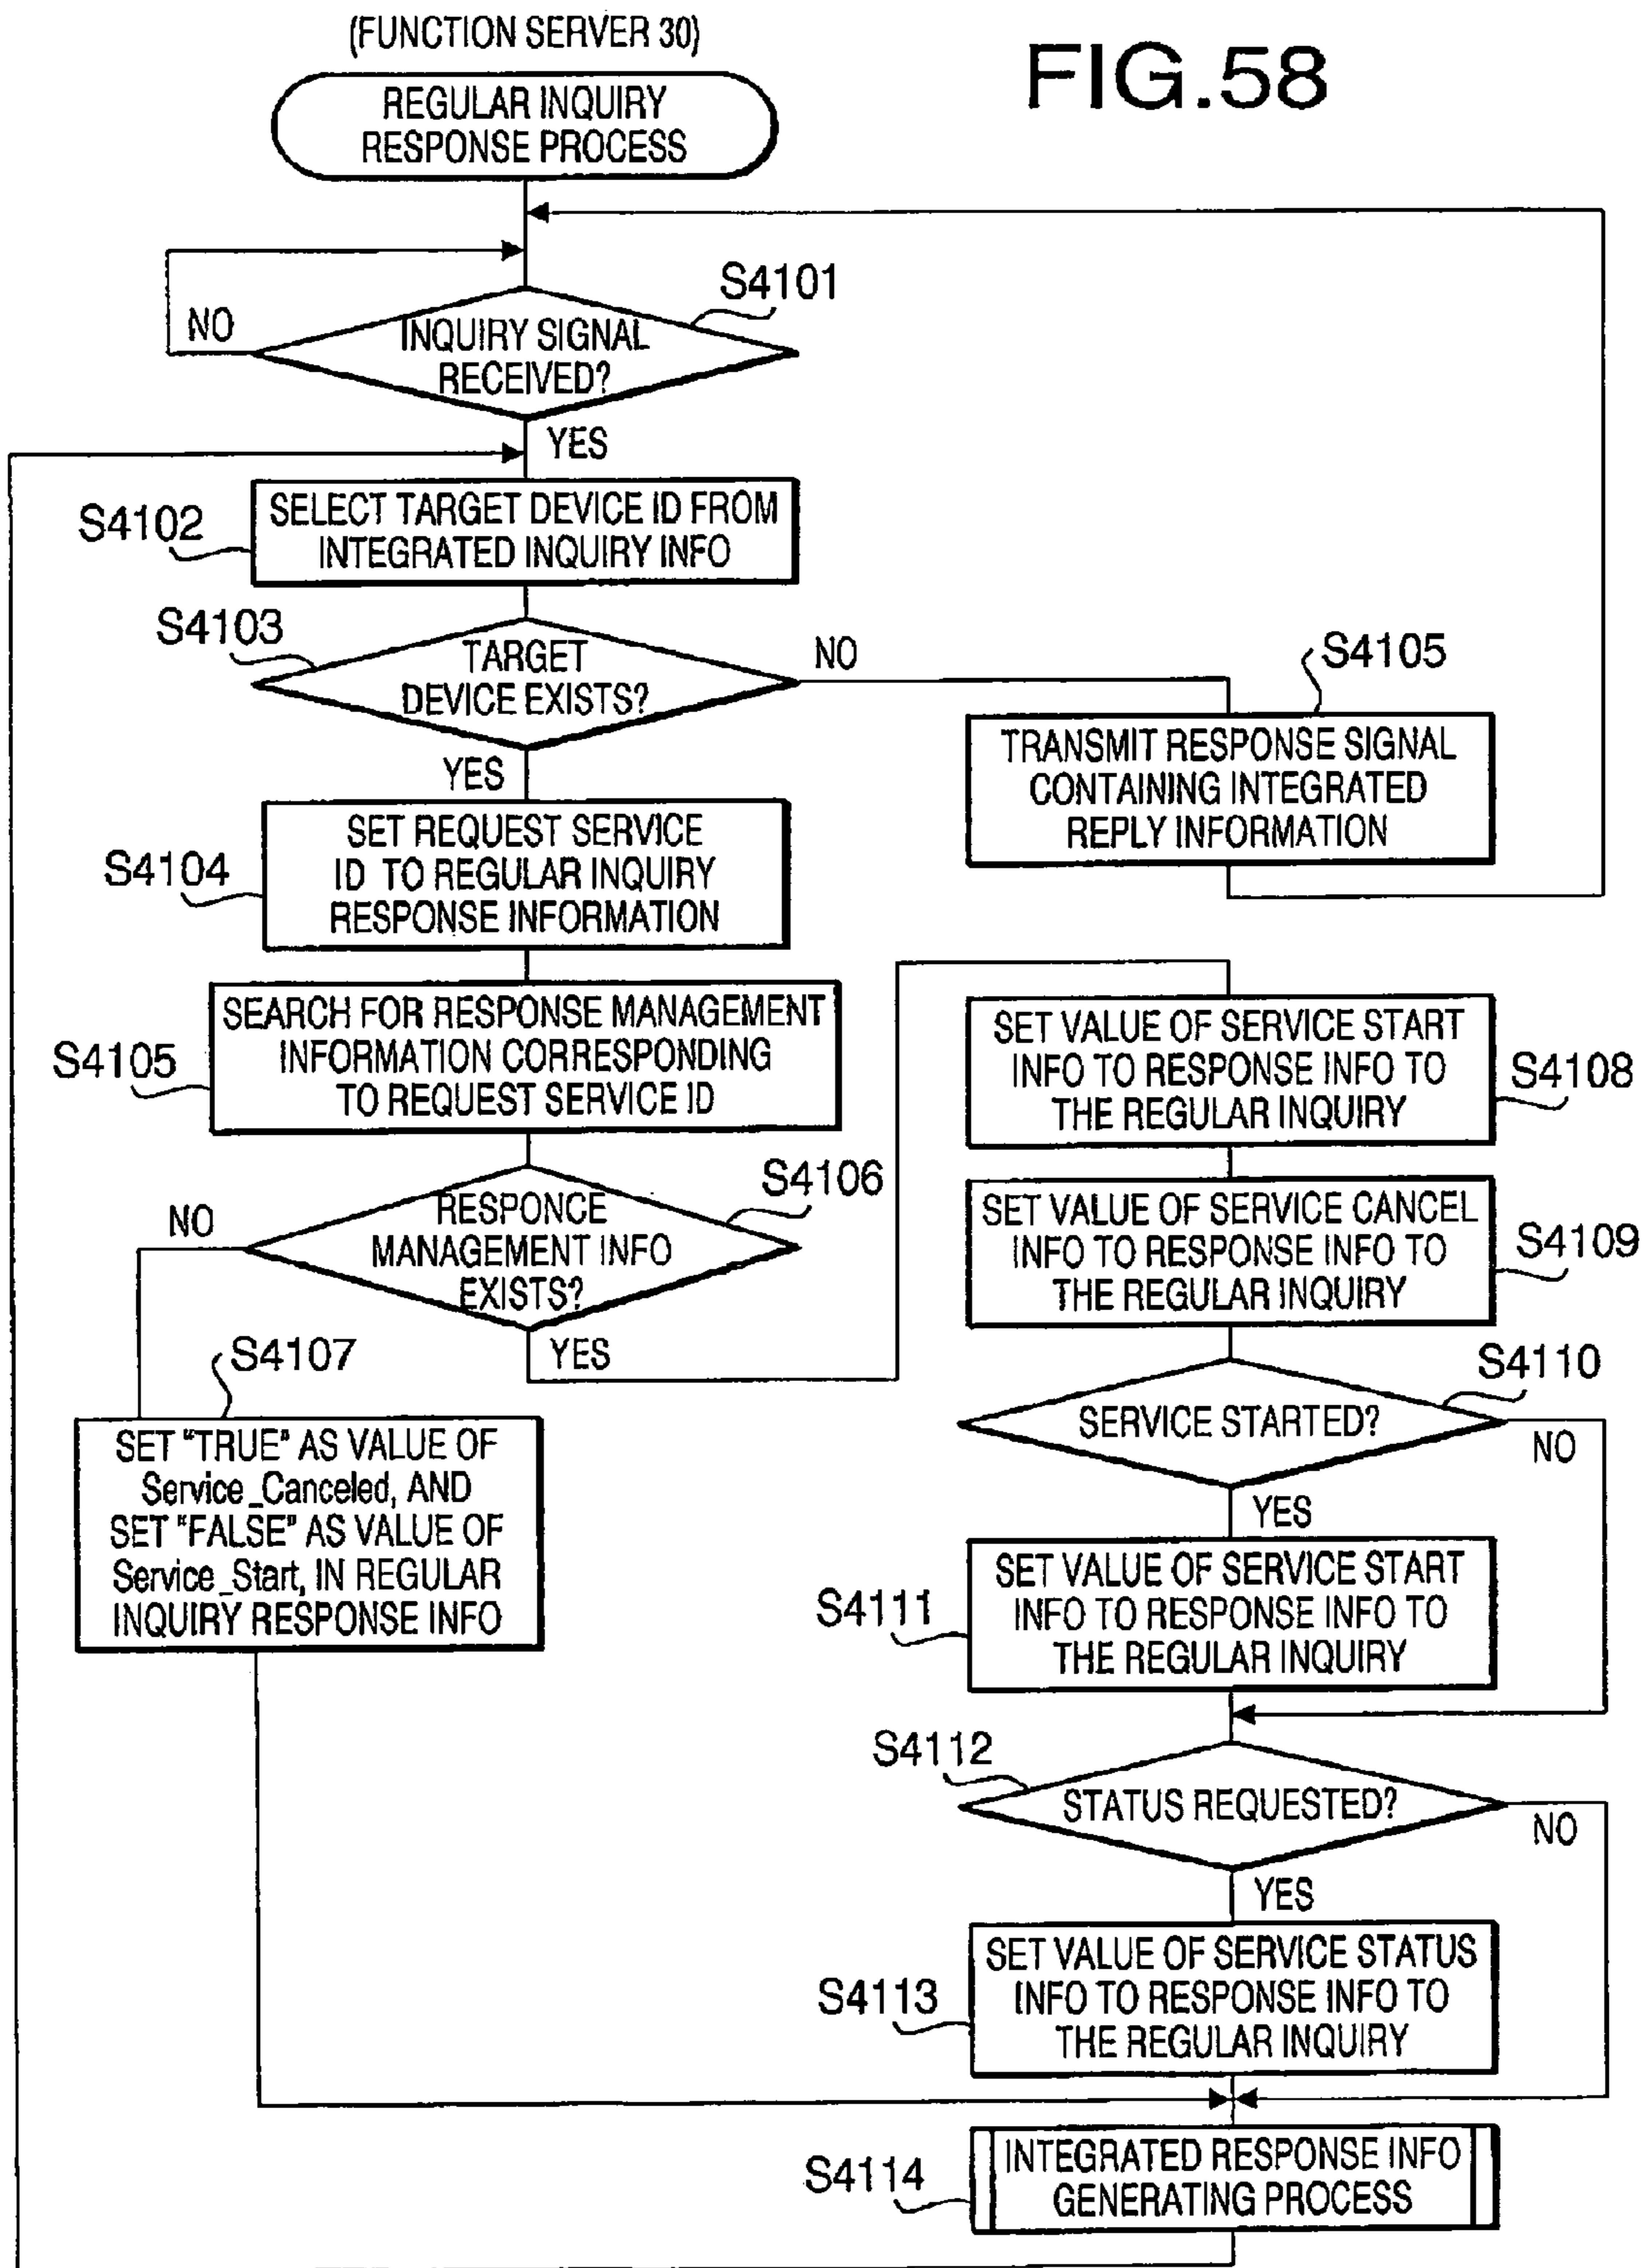 (FUNCTION SERVER 30)
FIG.58
REGULAR INQUIRY
RESPONSE PROCESS
S4101
NO
INQUIRY SIGNAL
RECEIVED?
YES
S4102
SELECT TARGET DEVICE ID FROM
INTEGRATED INQUIRY INFO
S4103
TARGET
DEVICE EXISTS?
NO
YES
S4105
TRANSMIT RESPONSE SIGNAL
CONTAINING INTEGRATED
REPLY INFORMATION
S4104
SET REQUEST SERVICE
ID TO REGULAR INQUIRY
RESPONSE INFORMATION
S4105
SEARCH FOR RESPONSE MANAGEMENT
INFORMATION CORRESPONDING
TO REQUEST SERVICE ID
S4106
NO
RESPONCE
MANAGEMENT INFO
EXISTS?
YES
S4107
SET "TRUE" AS VALUE OF
Service_Canceled, AND
SET "FALSE" AS VALUE OF
Service_Start, IN REGULAR
INQUIRY RESPONSE INFO
SET VALUE OF SERVICE START
INFO TO RESPONSE INFO TO
THE REGULAR INQUIRY
S4108
SET VALUE OF SERVICE CANCEL
INFO TO RESPONSE INFO TO
THE REGULAR INQUIRY
S4109
S4110
SERVICE STARTED?
NO
YES
S4111
SET VALUE OF SERVICE START
INFO TO RESPONSE INFO TO
THE REGULAR INQUIRY
S4112
STATUS REQUESTED?
NO
YES
S4113
SET VALUE OF SERVICE STATUS
INFO TO RESPONSE INFO TO
THE REGULAR INQUIRY
S4114
INTEGRATED RESPONSE INFO
GENERATING PROCESS